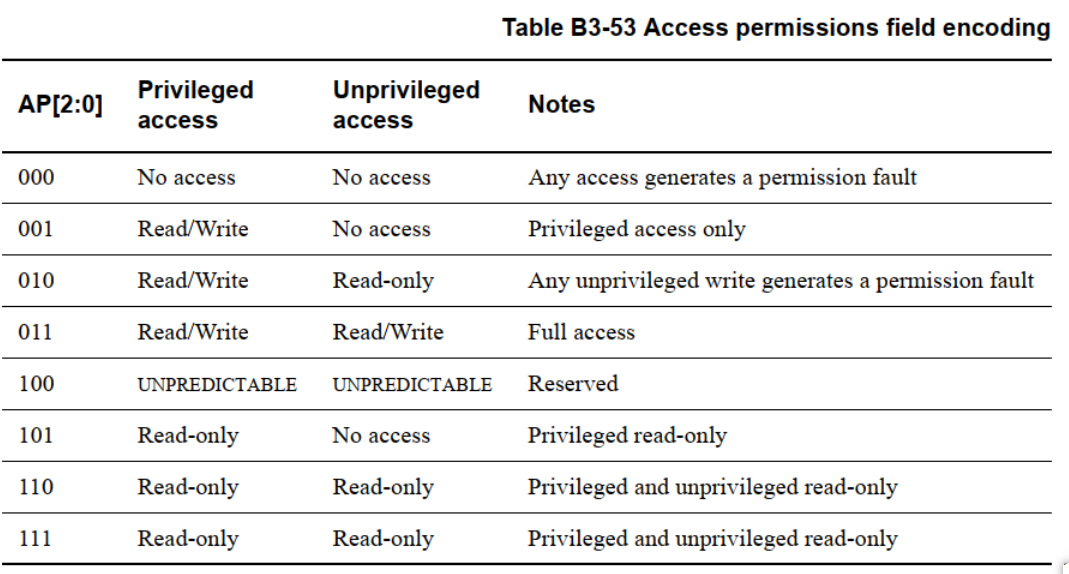 Table B3-53 Access permissions field encoding
AP[2:0] Privileged access Unprivileged access Notes
000 No access No access Any access generates a permission fault
001 Read/Write No access Privileged access only
010 Read/Write Read-only Any unprivileged write generates a permission fault
011 Read/Write Read/Write Full access
100 UNPREDICTABLE UNPREDICTABLE Reserved
101 Read-only No access Privileged read-only
110 Read-only Read-only Privileged and unprivileged read-only
111 Read-only Read-only Privileged and unprivileged read-only